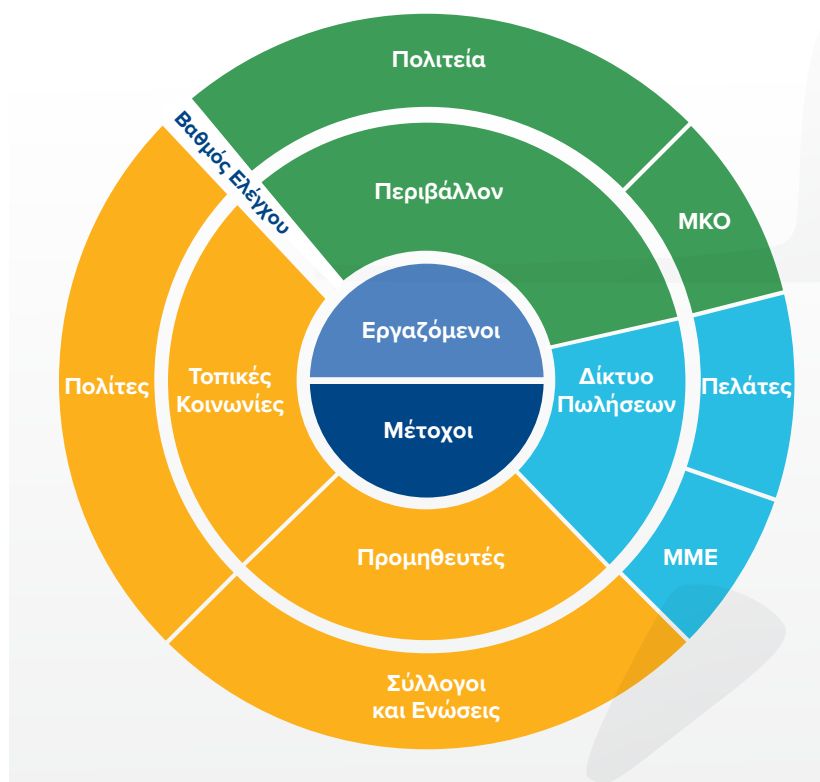 Πολιτεία
Βαθμός Ελέγχου
Περιβάλλον
ΜΚΟ
Εργαζόμενοι
Πολίτες
Τοπικές
Κοινωνίες
Δίκτυο
Πωλήσεων
Πελάτες
Μέτοχοι
Προμηθευτές
ΜΜΕ
Σύλλογοι
και Ενώσεις